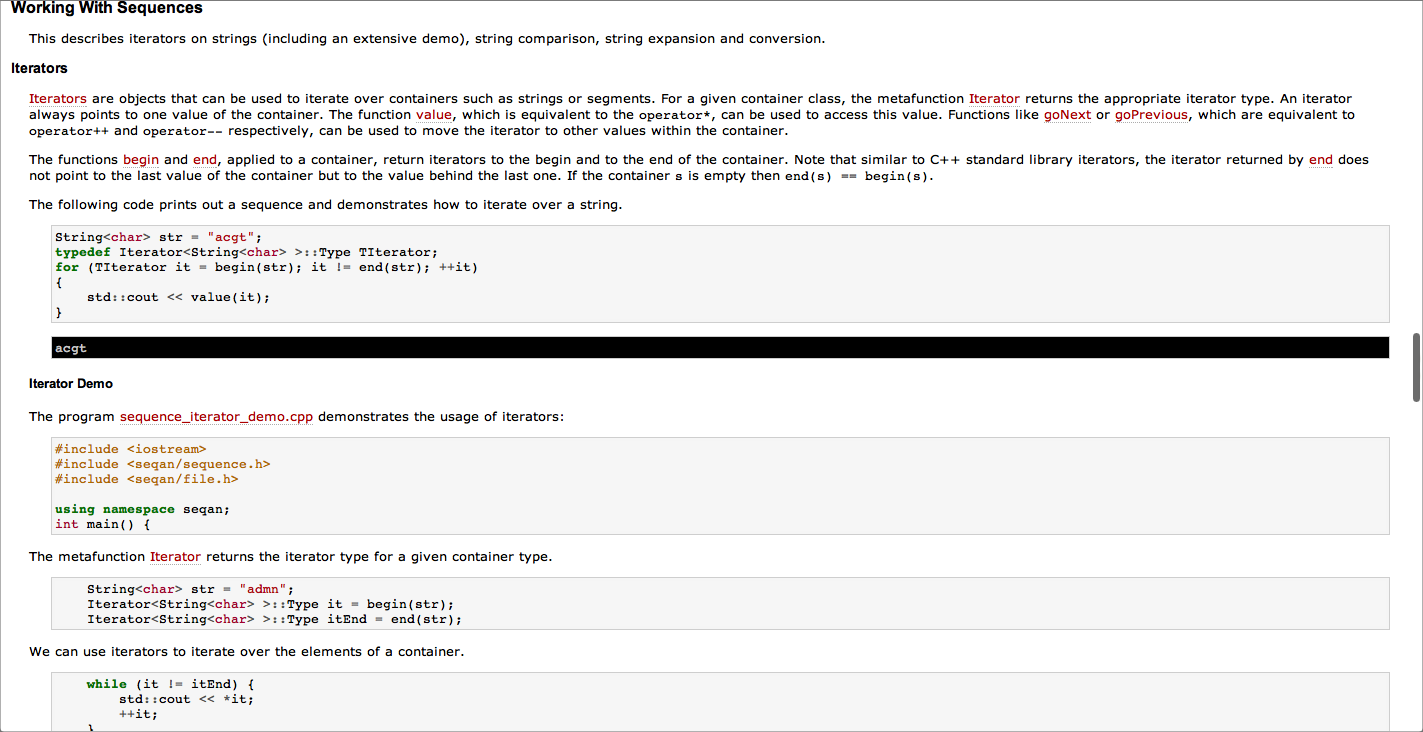 Working With Sequences
This describes iterators on strings (including an extensive demo), string comparison, string expansion and conversion.
Iterators
Iterators are objects that can be used to iterate over containers such as strings or segments. For a given container class, the metafunction Iterator returns the appropriate iterator type. An iterator
always points to one value of the container. The function value, which is equivalent to the operator*, can be used to access this value. Functions like goNext or goPrevious, which are equivalent to
operator++ and operator-- respectively, can be used to move the iterator to other values within the container.
The functions begin and end, applied to a container, return iterators to the begin and to the end of the container. Note that similar to C++ standard library iterators, the iterator returned by end does
not point to the last value of the container but to the value behind the last one. If the container s is empty then end(s) == begin(s).
The following code prints out a sequence and demonstrates how to iterate over a string.
String<char> str = "acgt";
typedef Iterator<String<char> >::Type TIterator;
for (TIterator it = begin(str); it != end(str); ++it)
{
    std::cout << value(it);
}
acgt
Iterator Demo
The program sequence_iterator_demo.cpp demonstrates the usage of iterators:
#include <iostream>
#include <seqan/sequence.h>
#include <seqan/file.h>
using namespace seqan;
int main() {
The metafunction Iterator returns the iterator type for a given container type.
    String<char> str = "admn";
    Iterator<String<char> >::Type it = begin(str);
    Iterator<String<char> >::Type itEnd = end(str);
We can use iterators to iterate over the elements of a container.
    while (it != itEnd) {
        std::cout << *it;
        ++it;
    }